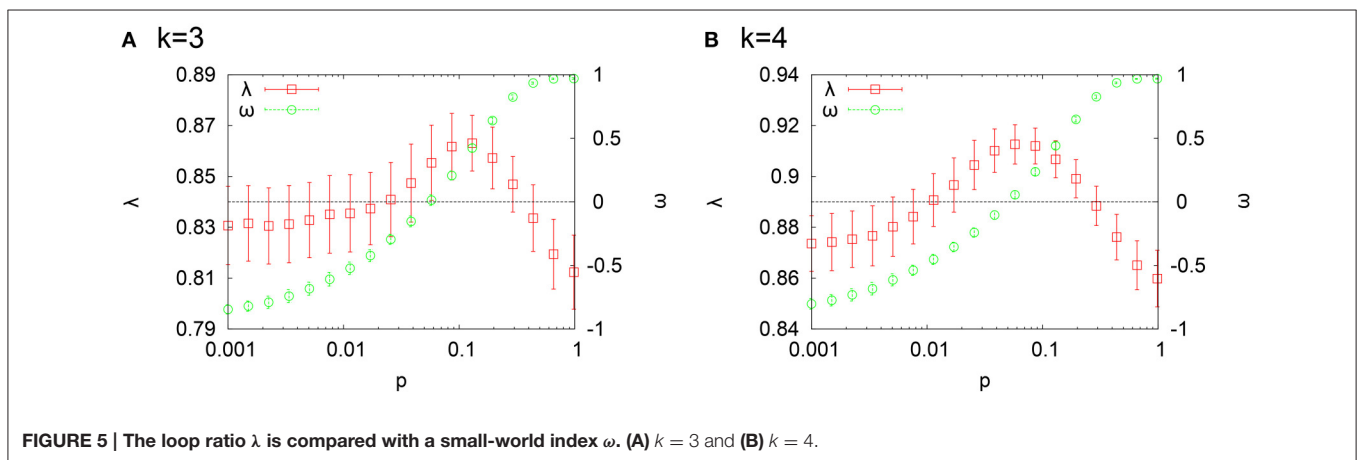 A k=3
0.89
0.87
0.85
0.83
0.81
0.79
λ
λ
ω
1
0.5
0
-0.5
-1
ω
0.001
0.01
0.1
1
p
B k=4
0.94
0.92
0.9
0.88
0.86
0.84
λ
λ
ω
1
0.5
0
-0.5
-1
ω
0.001
0.01
0.1
1
p
FIGURE 5 | The loop ratio λ is compared with a small-world index ω. (A) k = 3 and (B) k = 4.